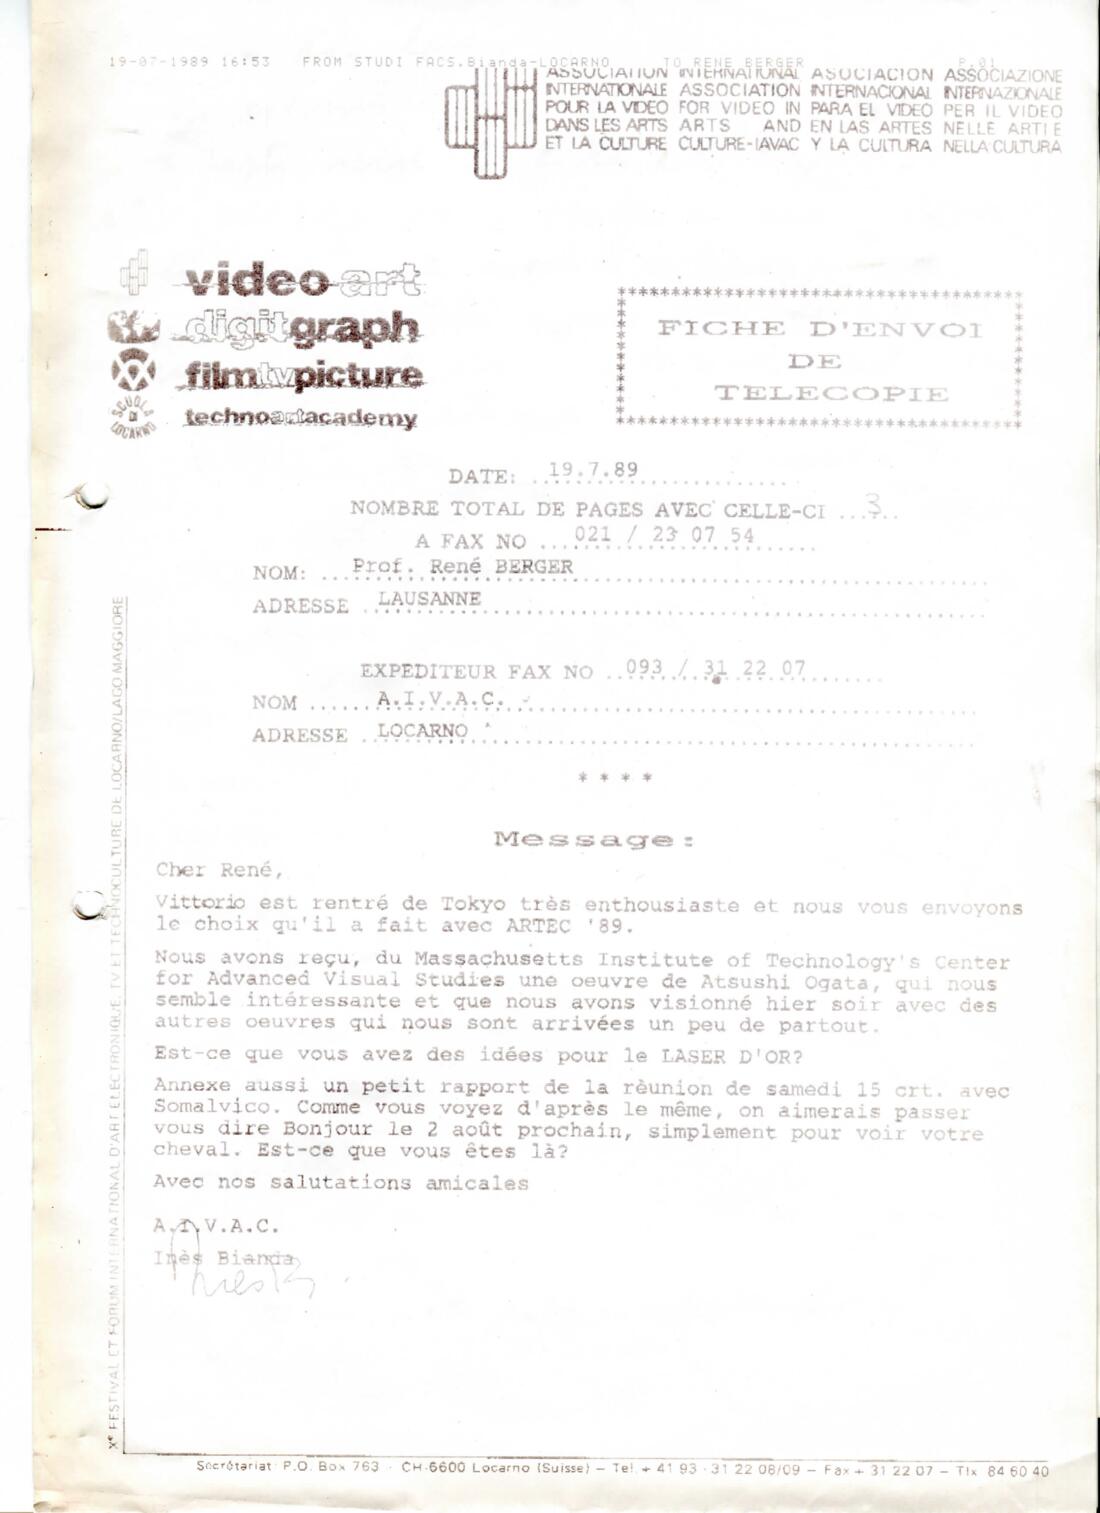 19-07-1989 16:53 FROM STUDI FACS.Bianda-LOCARNO TO RENE BERGER P.01
ASSOCIATION INTERNATIONAL ASOCIACION ASSOCIAZIONE
INTERNATIONALE ASSOCIATION INTERNACIONAL INTERNAZIONALE
POUR LA VIDEO FOR VIDEO IN PARA EL VIDEO PER IL VIDEO
DANS LES ARTS ARTS AND EN LAS ARTES NELLE ARTI E
ET LA CULTURE CULTURE-IAVAC Y LA CULTURA NELLA CULTURA
video art
digitgraph
filmtvpicture
technoartacademy
SCUOLA
DI
LOCARNO
FICHE D'ENVOI
DE
TELECOPIE
DATE: 19.7.89
NOMBRE TOTAL DE PAGES AVEC CELLE-CI ...3..
A FAX NO ...021 / 23 07 54
NOM: ...Prof. René BERGER
ADRESSE ..LAUSANNE
EXPEDITEUR FAX NO ..093 / 31 22 07
NOM ......A.I.V.A.C.
ADRESSE ..LOCARNO
* * * *
Message:
Cher René,
Vittorio est rentré de Tokyo très enthousiaste et nous vous envoyons
le choix qu'il a fait avec ARTEC '89.
Nous avons reçu, du Massachusetts Institute of Technology's Center
for Advanced Visual Studies une oeuvre de Atsushi Ogata, qui nous
semble intéressante et que nous avons visionné hier soir avec des
autres oeuvres qui nous sont arrivées un peu de partout.
Est-ce que vous avez des idées pour le LASER D'OR?
Annexe aussi un petit rapport de la rèunion de samedi 15 crt. avec
Somalvico. Comme vous voyez d'après le même, on aimerais passer
vous dire Bonjour le 2 août prochain, simplement pour voir votre
cheval. Est-ce que vous êtes là?
Avec nos salutations amicales
A.I.V.A.C.
Inès Bianda
Xe FESTIVAL ET FORUM INTERNATIONAL D'ART ELECTRONIQUE, TV ET TECHNOCULTURE DE LOCARNO/LAGO MAGGIORE
Secrétariat: P.O. Box 763 - CH-6600 Locarno (Suisse) – Tel. + 41 93 - 31 22 08/09 – Fax + 31 22 07 – Tlx 84 60 40